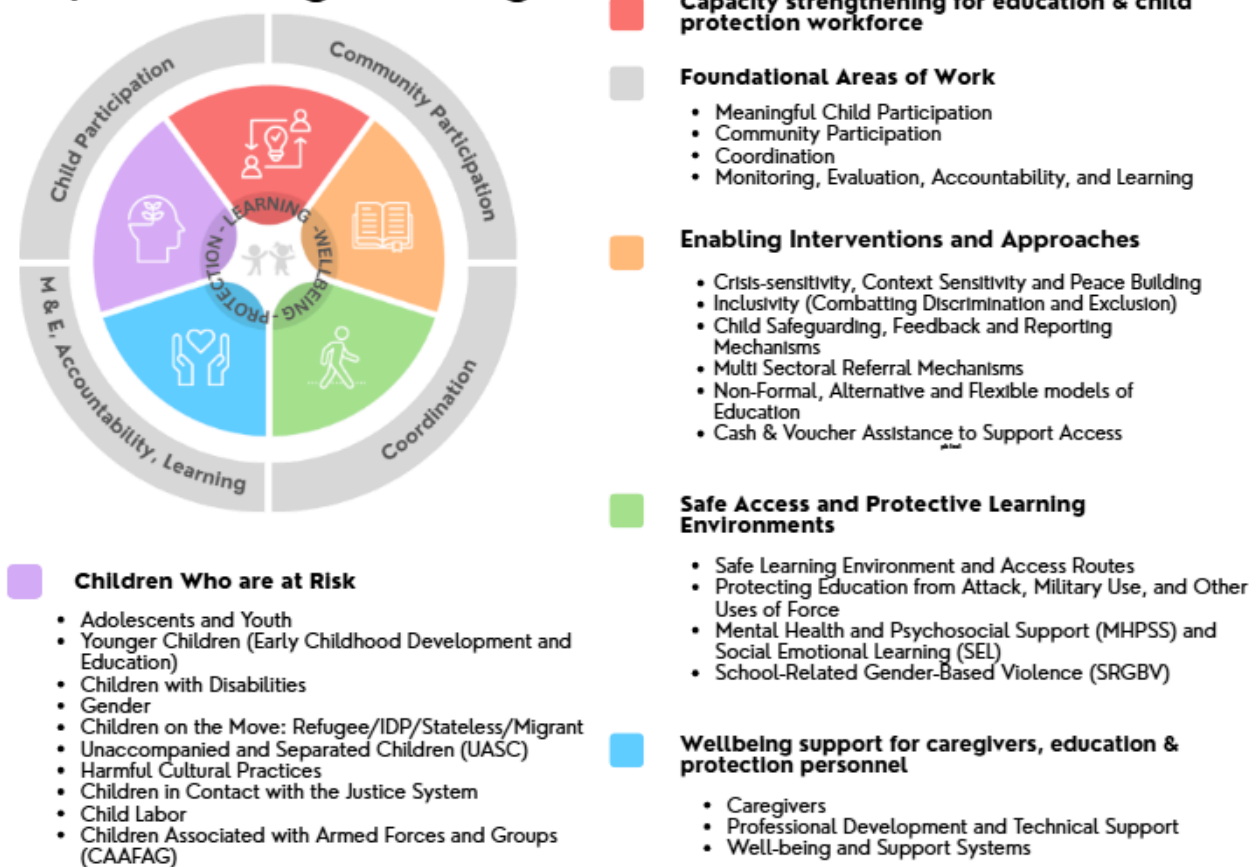 Child Participation
Community Participation
M & E, Accountability, Learning
Coordination
LEARNING -WELLBEING- PROTECTION -
Children Who are at Risk
• Adolescents and Youth
• Younger Children (Early Childhood Development and
Education)
• Children with Disabilities
• Gender
• Children on the Move: Refugee/IDP/Stateless/Migrant
• Unaccompanied and Separated Children (UASC)
• Harmful Cultural Practices
• Children in Contact with the Justice System
• Child Labor
• Children Associated with Armed Forces and Groups
(CAAFAG)
Capacity strengthening for education & child
protection workforce
Foundational Areas of Work
• Meaningful Child Participation
• Community Participation
• Coordination
• Monitoring, Evaluation, Accountability, and Learning
Enabling Interventions and Approaches
• Crisis-sensitivity, Context Sensitivity and Peace Building
• Inclusivity (Combatting Discrimination and Exclusion)
• Child Safeguarding, Feedback and Reporting
Mechanisms
• Multi Sectoral Referral Mechanisms
• Non-Formal, Alternative and Flexible models of
Education
• Cash & Voucher Assistance to Support Access
Safe Access and Protective Learning
Environments
• Safe Learning Environment and Access Routes
• Protecting Education from Attack, Military Use, and Other
Uses of Force
• Mental Health and Psychosocial Support (MHPSS) and
Social Emotional Learning (SEL)
• School-Related Gender-Based Violence (SRGBV)
Wellbeing support for caregivers, education &
protection personnel
• Caregivers
• Professional Development and Technical Support
• Well-being and Support Systems